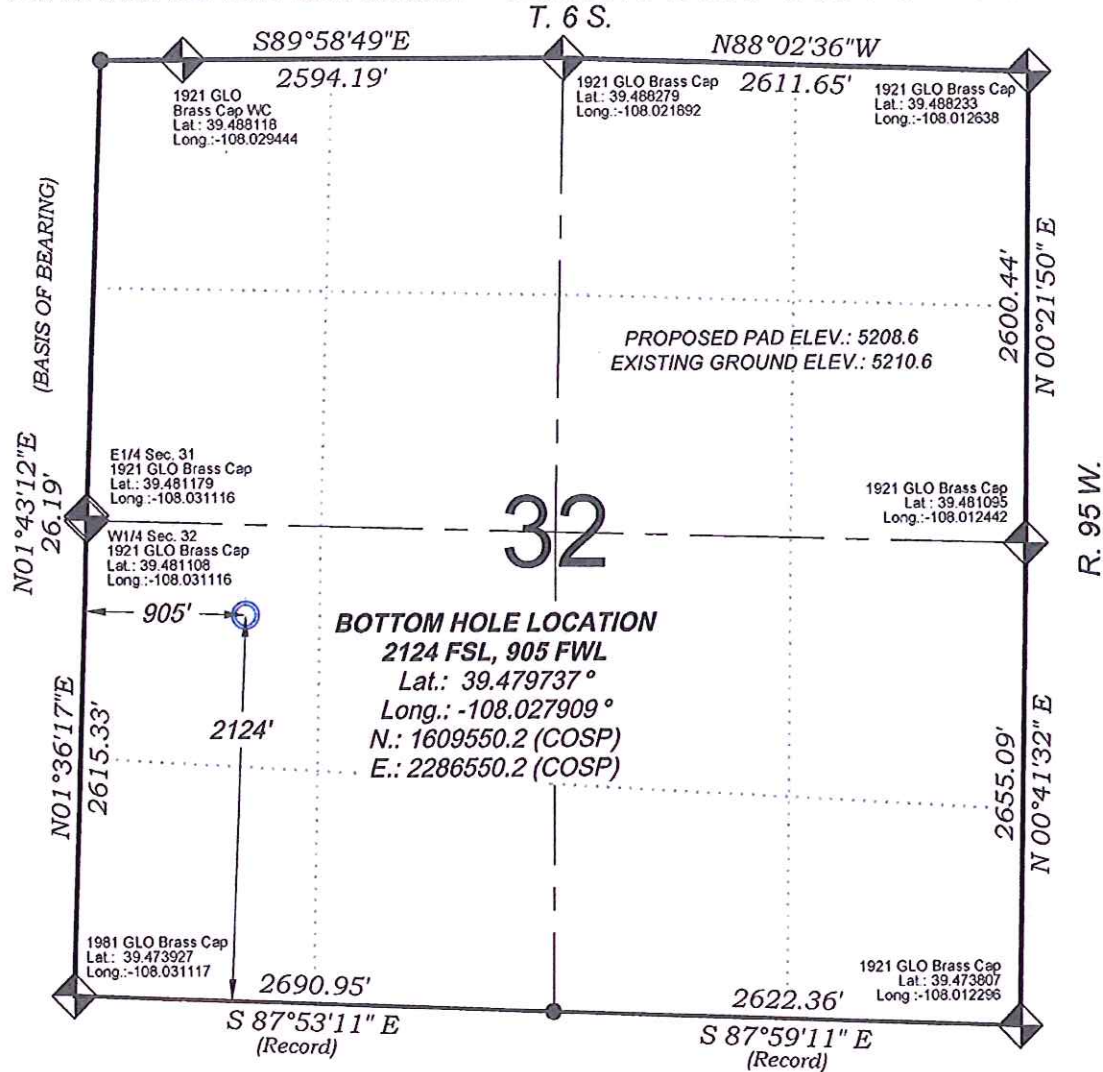 T. 6 S.
S89°58'49"E
2594.19'
N88°02'36"W
2611.65'
1921 GLO
Brass Cap WC
Lat.: 39.488118
Long.:-108.029444
1921 GLO Brass Cap
Lat.: 39.488279
Long.:-108.021892
1921 GLO Brass Cap
Lat.: 39.488233
Long.:-108.012638
(BASIS OF BEARING)
2600.44'
N 00°21'50" E
PROPOSED PAD ELEV.: 5208.6
EXISTING GROUND ELEV.: 5210.6
N01°43'12"E
26.19'
E1/4 Sec. 31
1921 GLO Brass Cap
Lat.: 39.481179
Long.:-108.031116
W1/4 Sec. 32
1921 GLO Brass Cap
Lat.: 39.481108
Long.:-108.031116
32
1921 GLO Brass Cap
Lat.: 39.481095
Long.:-108.012442
R. 95 W.
905'
BOTTOM HOLE LOCATION
2124 FSL, 905 FWL
Lat.: 39.479737 °
Long.: -108.027909 °
N.: 1609550.2 (COSP)
E.: 2286550.2 (COSP)
2124'
N01°36'17"E
2615.33'
2655.09'
N 00°41'32" E
1981 GLO Brass Cap
Lat.: 39.473927
Long.:-108.031117
2690.95'
S 87°53'11" E
(Record)
2622.36'
S 87°59'11" E
(Record)
1921 GLO Brass Cap
Lat.: 39.473807
Long.:-108.012296